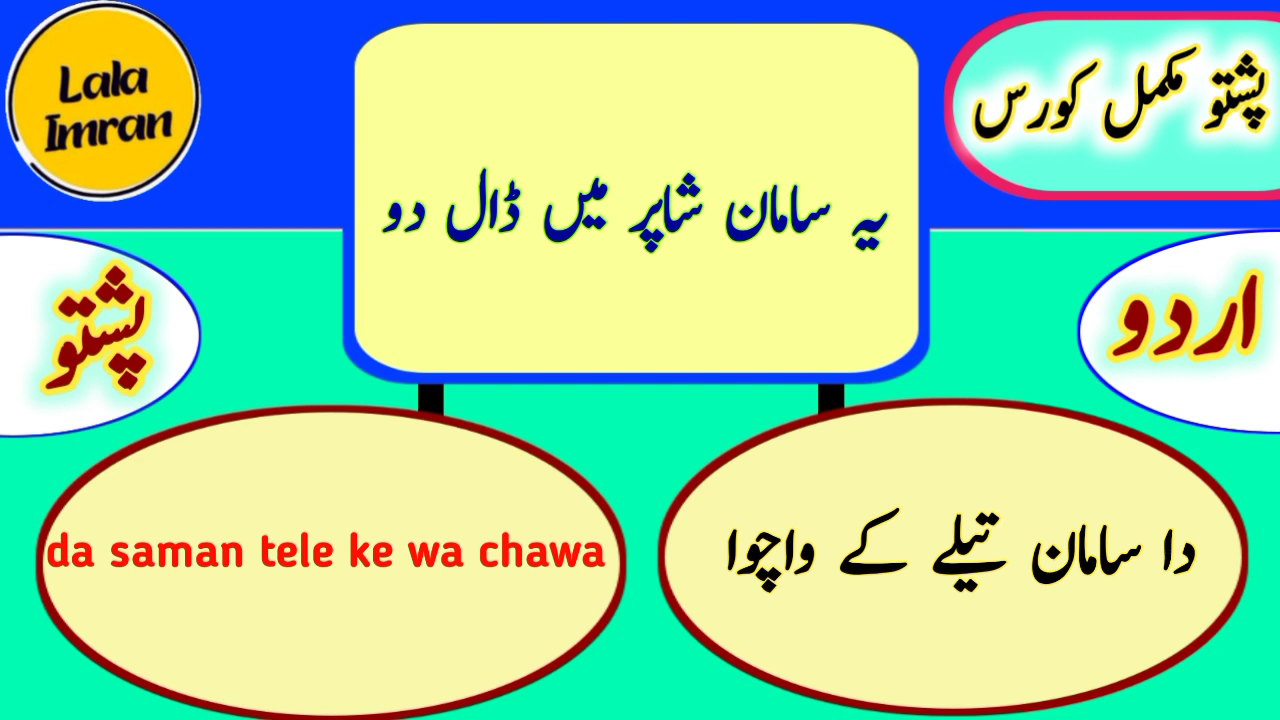 Lala
Imran
پشتو مکمل کورس
یہ سامان شاپر میں ڈال دو
پشتو
اردو
da saman tele ke wa chawa
دا سامان تیلے کے واچوا